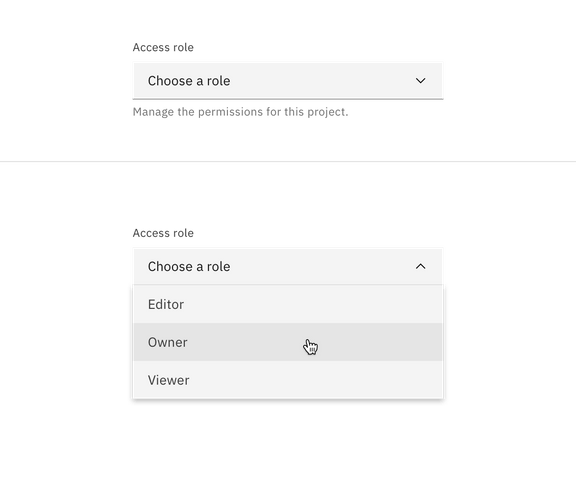 Access role
Choose a role
Manage the permissions for this project.
Access role
Choose a role
Editor
Owner
Viewer